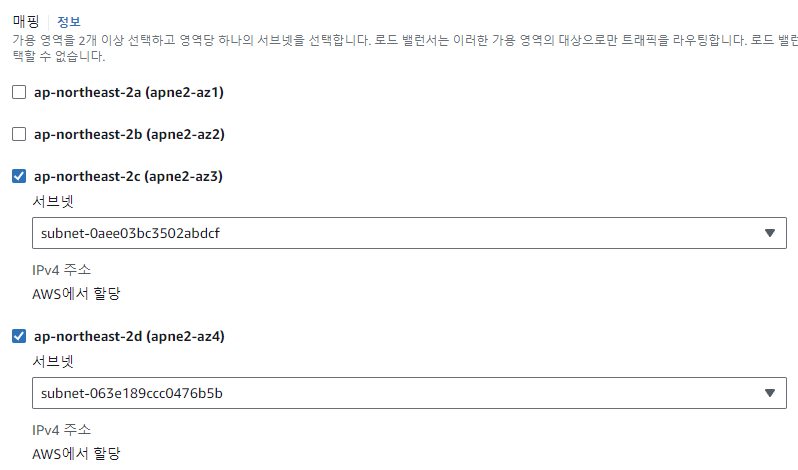 매핑 정보
가용 영역을 2개 이상 선택하고 영역당 하나의 서브넷을 선택합니다. 로드 밸런서는 이러한 가용 영역의 대상으로만 트래픽을 라우팅합니다. 로드 밸런
택할 수 없습니다.
ap-northeast-2a (apne2-az1)
ap-northeast-2b (apne2-az2)
ap-northeast-2c (apne2-az3)
서브넷
subnet-0aee03bc3502abdcf
IPv4 주소
AWS에서 할당
ap-northeast-2d (apne2-az4)
서브넷
subnet-063e189ccc0476b5b
IPv4 주소
AWS에서 할당